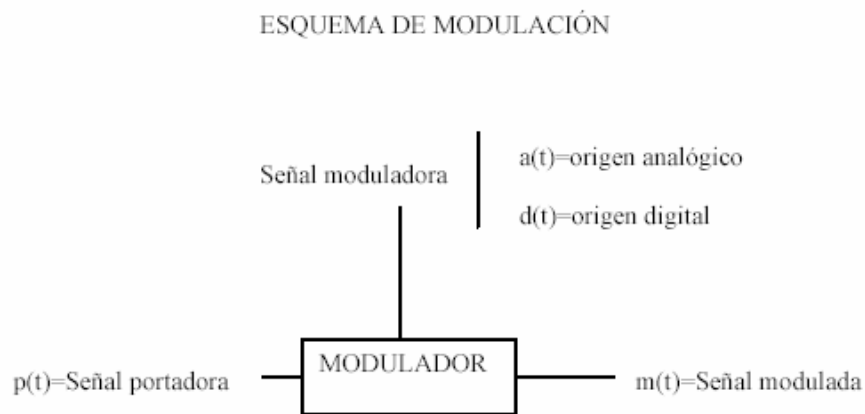 ESQUEMA DE MODULACIÓN
Señal moduladora
a(t)=origen analógico
d(t)=origen digital
MODULADOR
p(t)=Señal portadora
m(t)=Señal modulada